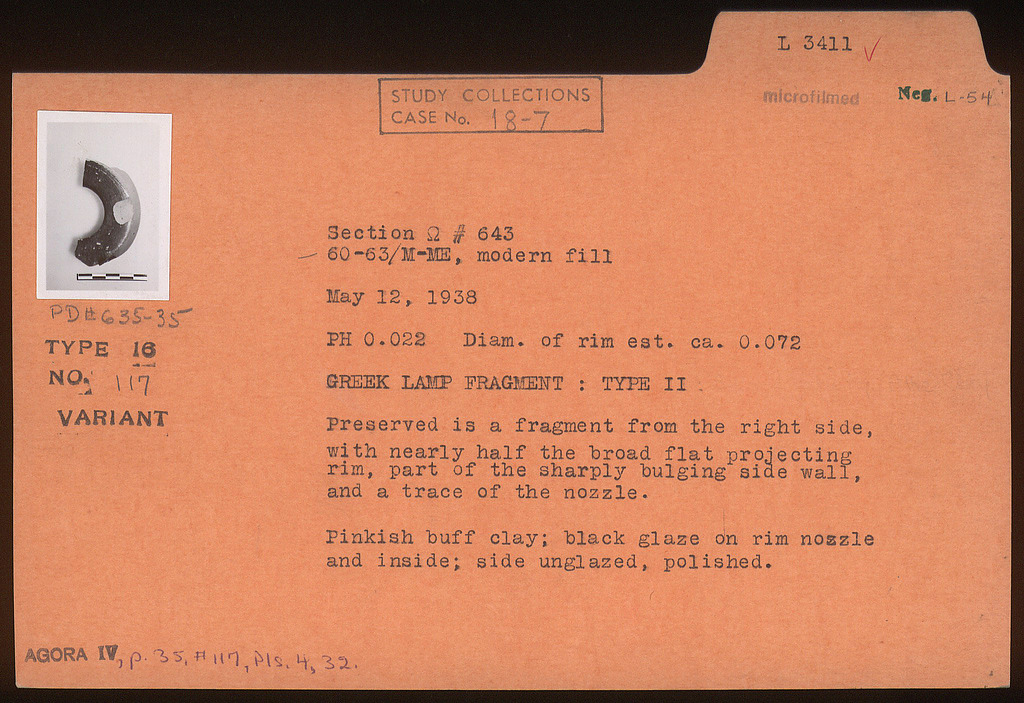 L 3411 ✓
microfilmed Neg. L-54
STUDY COLLECTIONS
CASE No. 18-7
Section Ω # 643
60-63/M-ME, modern fill
May 12, 1938
PH 0.022 Diam. of rim est. ca. 0.072
GREEK LAMP FRAGMENT : TYPE II
Preserved is a fragment from the right side,
with nearly half the broad flat projecting
rim, part of the sharply bulging side wall,
and a trace of the nozzle.
Pinkish buff clay; black glaze on rim nozzle
and inside; side unglazed, polished.
PD# 635-35
TYPE 16
NO. 117
VARIANT
AGORA IV, p. 35, # 117, Pls. 4, 32.